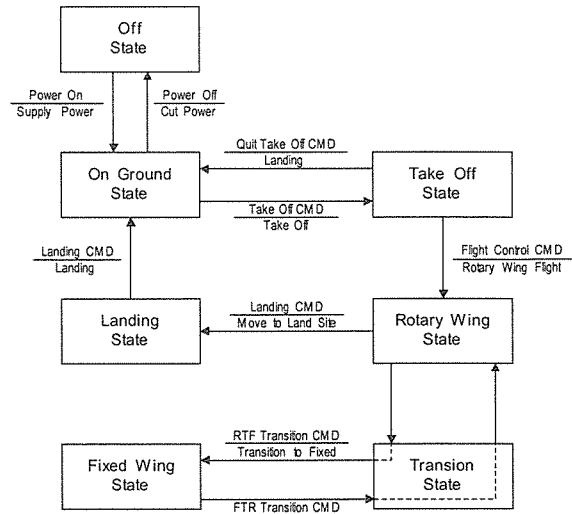 Off
State
Power On
Supply Power
Power Off
Cut Power
Quit Take Off CMD
Landing
On Ground
State
Take Off
State
Take Off CMD
Take Off
Landing CMD
Landing
Flight Control CMD
Rotary Wing Flight
Landing CMD
Move to Land Site
Landing
State
Rotary Wing
State
RTF Transition CMD
Transition to Fixed
Fixed Wing
State
Transion
State
FTR Transition CMD